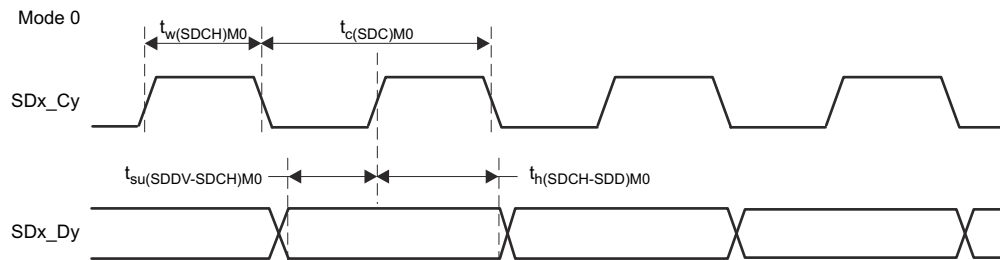 Mode 0
tw(SDCH)M0
tc(SDC)M0
SDx_Cy
tsu(SDDV-SDCH)M0
th(SDCH-SDD)M0
SDx_Dy